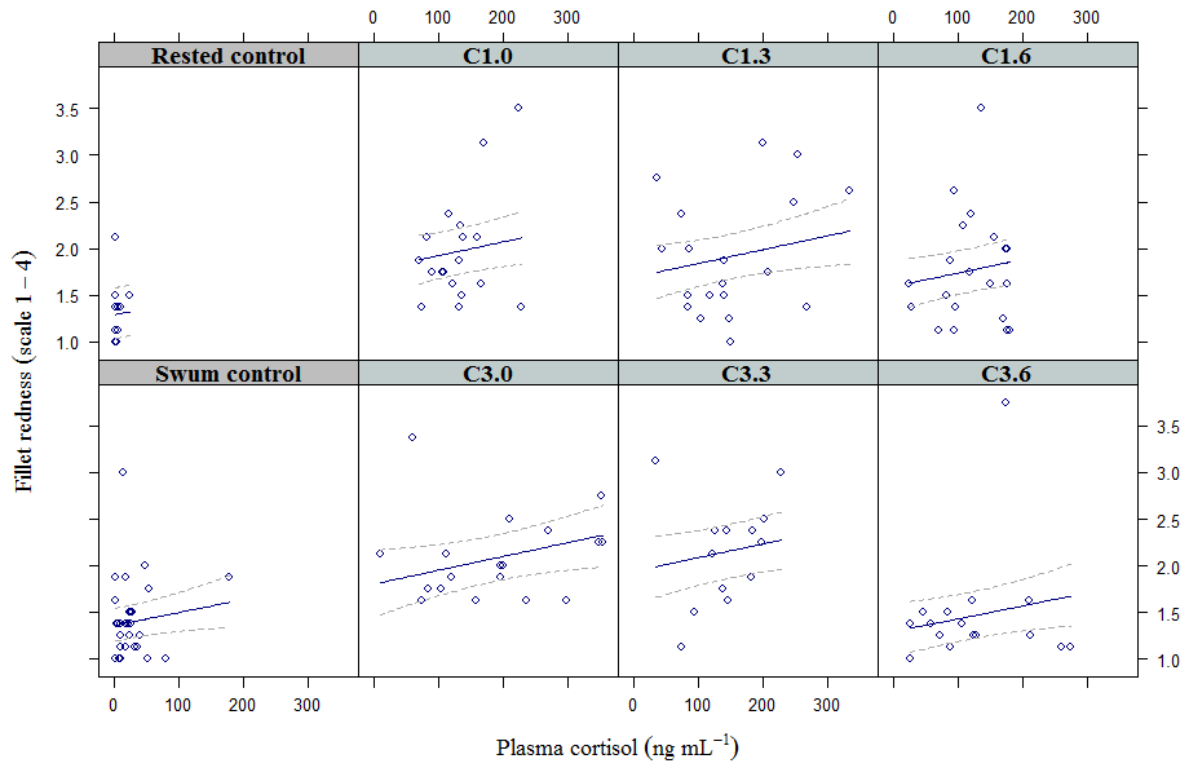 0 100 200 300 0 100 200 300
Rested control C1.0 C1.3 C1.6
3.5
3.0
2.5
2.0
1.5
1.0
Swum control C3.0 C3.3 C3.6
3.5
3.0
2.5
2.0
1.5
1.0
0 100 200 300 0 100 200 300
Fillet redness (scale 1 – 4)
Plasma cortisol (ng mL⁻¹)